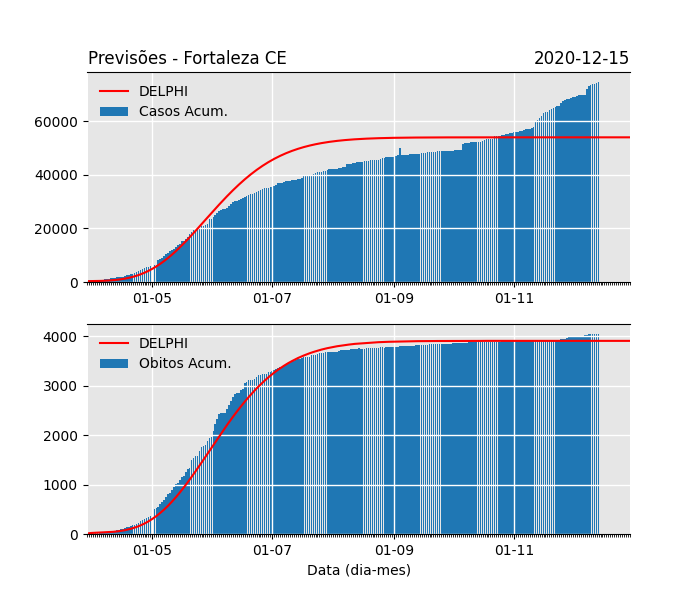 Previsões - Fortaleza CE 2020-12-15
DELPHI
Casos Acum.
60000
40000
20000
0
01-05 01-07 01-09 01-11
DELPHI
Obitos Acum.
4000
3000
2000
1000
0
01-05 01-07 01-09 01-11
Data (dia-mes)